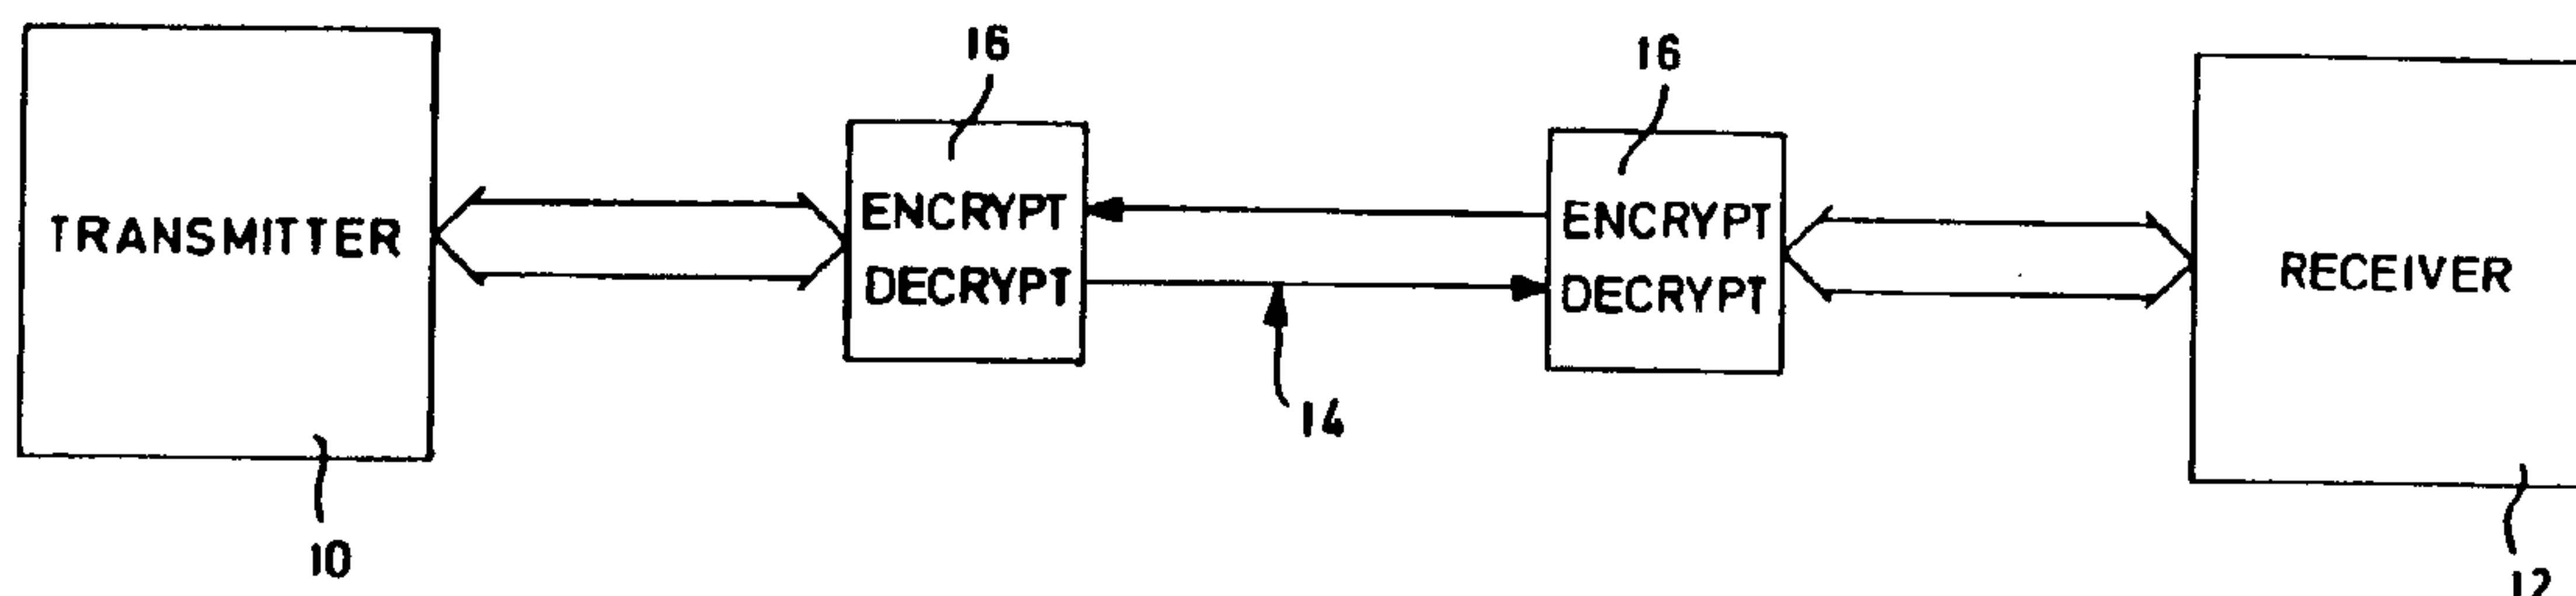 16
16
TRANSMITTER
ENCRYPT
DECRYPT
ENCRYPT
DECRYPT
RECEIVER
14
10
12